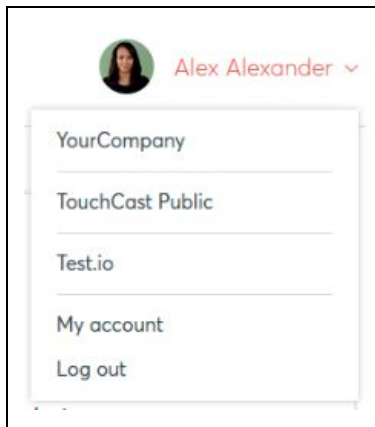 Alex Alexander
YourCompany
TouchCast Public
Test.io
My account
Log out